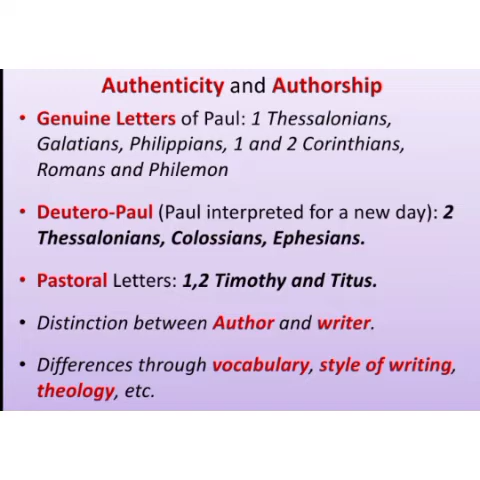 Authenticity and Authorship
• Genuine Letters of Paul: 1 Thessalonians,
Galatians, Philippians, 1 and 2 Corinthians,
Romans and Philemon
• Deutero-Paul (Paul interpreted for a new day): 2
Thessalonians, Colossians, Ephesians.
• Pastoral Letters: 1,2 Timothy and Titus.
• Distinction between Author and writer.
• Differences through vocabulary, style of writing,
theology, etc.